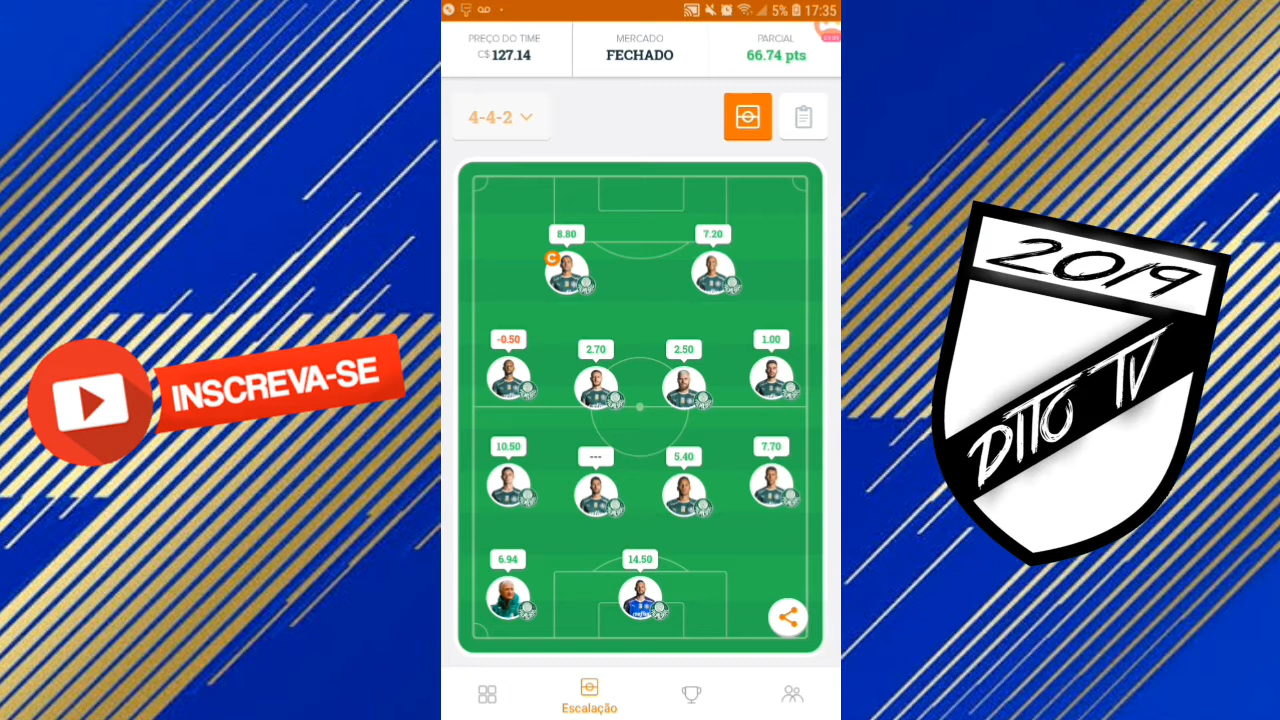 5% 17:35
PREÇO DO TIME
C$ 127.14
MERCADO
FECHADO
PARCIAL
66.74 pts
4-4-2
8.80
7.20
C
-0.50
2.70
2.50
1.00
10.50
---
5.40
7.70
6.94
14.50
Escalação
INSCREVA-SE
2019
DITO TV